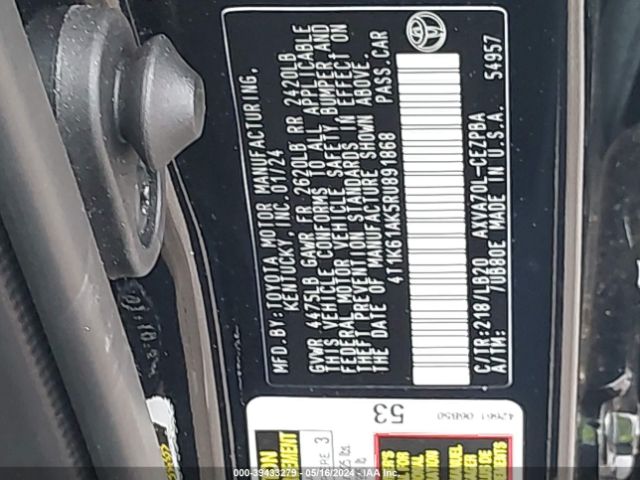 MFD.BY:TOYOTA MOTOR MANUFACTURING,
KENTUCKY, INC. 01/24
GVWR 4475LB GAWR FR 2620LB RR 2420LB
THIS VEHICLE CONFORMS TO ALL APPLICABLE
FEDERAL MOTOR VEHICLE SAFETY BUMPER AND
THEFT PREVENTION STANDARDS IN EFFECT ON
THE DATE OF MANUFACTURE SHOWN ABOVE.
4T1K61AK5RU891868 PASS.CAR
C/TR:218/LB20 AXVA70L-CEZPBA
A/TM: 7UB80E MADE IN U.S.A. 54957
53
42661 06B50
3
000-39433279 - 05/16/2024 - IAA Inc.